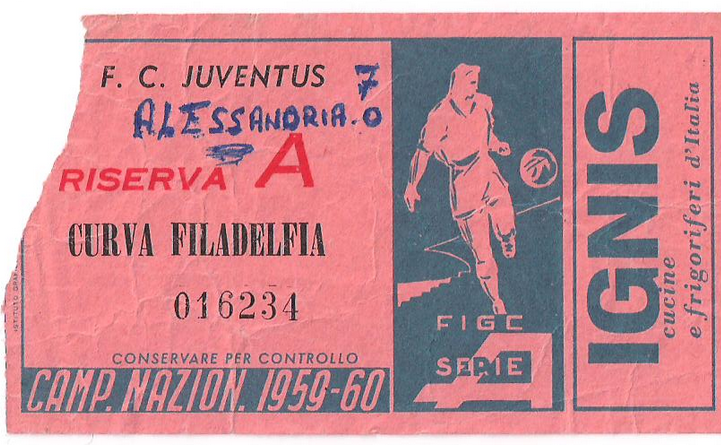 F. C. JUVENTUS 7
ALESSANDRIA. 0
RISERVA A
CURVA FILADELFIA
016234
CONSERVARE PER CONTROLLO
CAMP. NAZION. 1959-60
FIGC
SERIE
A
IGNIS
cucine
e frigoriferi d'Italia